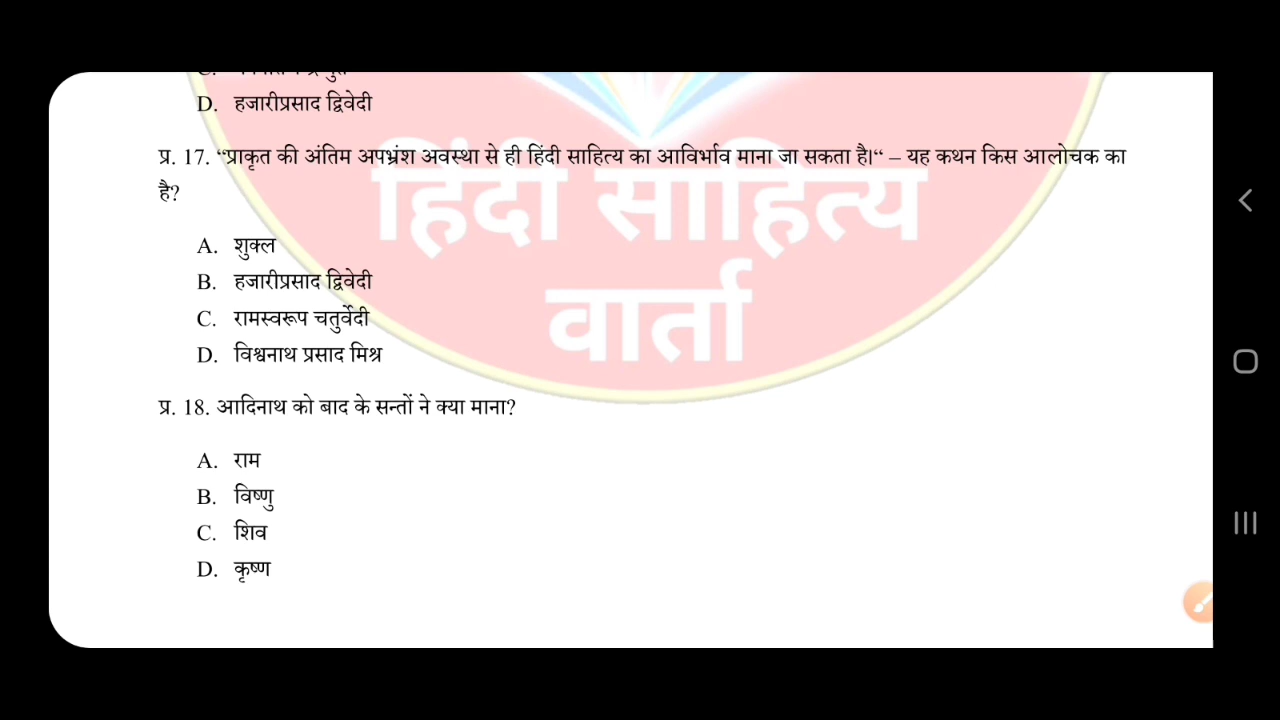 D. हजारीप्रसाद द्विवेदी
प्र. 17. “प्राकृत की अंतिम अपभ्रंश अवस्था से ही हिंदी साहित्य का आविर्भाव माना जा सकता है।“ – यह कथन किस आलोचक का
है?
हिंदी साहित्य
वार्ता
A. शुक्ल
B. हजारीप्रसाद द्विवेदी
C. रामस्वरूप चतुर्वेदी
D. विश्वनाथ प्रसाद मिश्र
प्र. 18. आदिनाथ को बाद के सन्तों ने क्या माना?
A. राम
B. विष्णु
C. शिव
D. कृष्ण